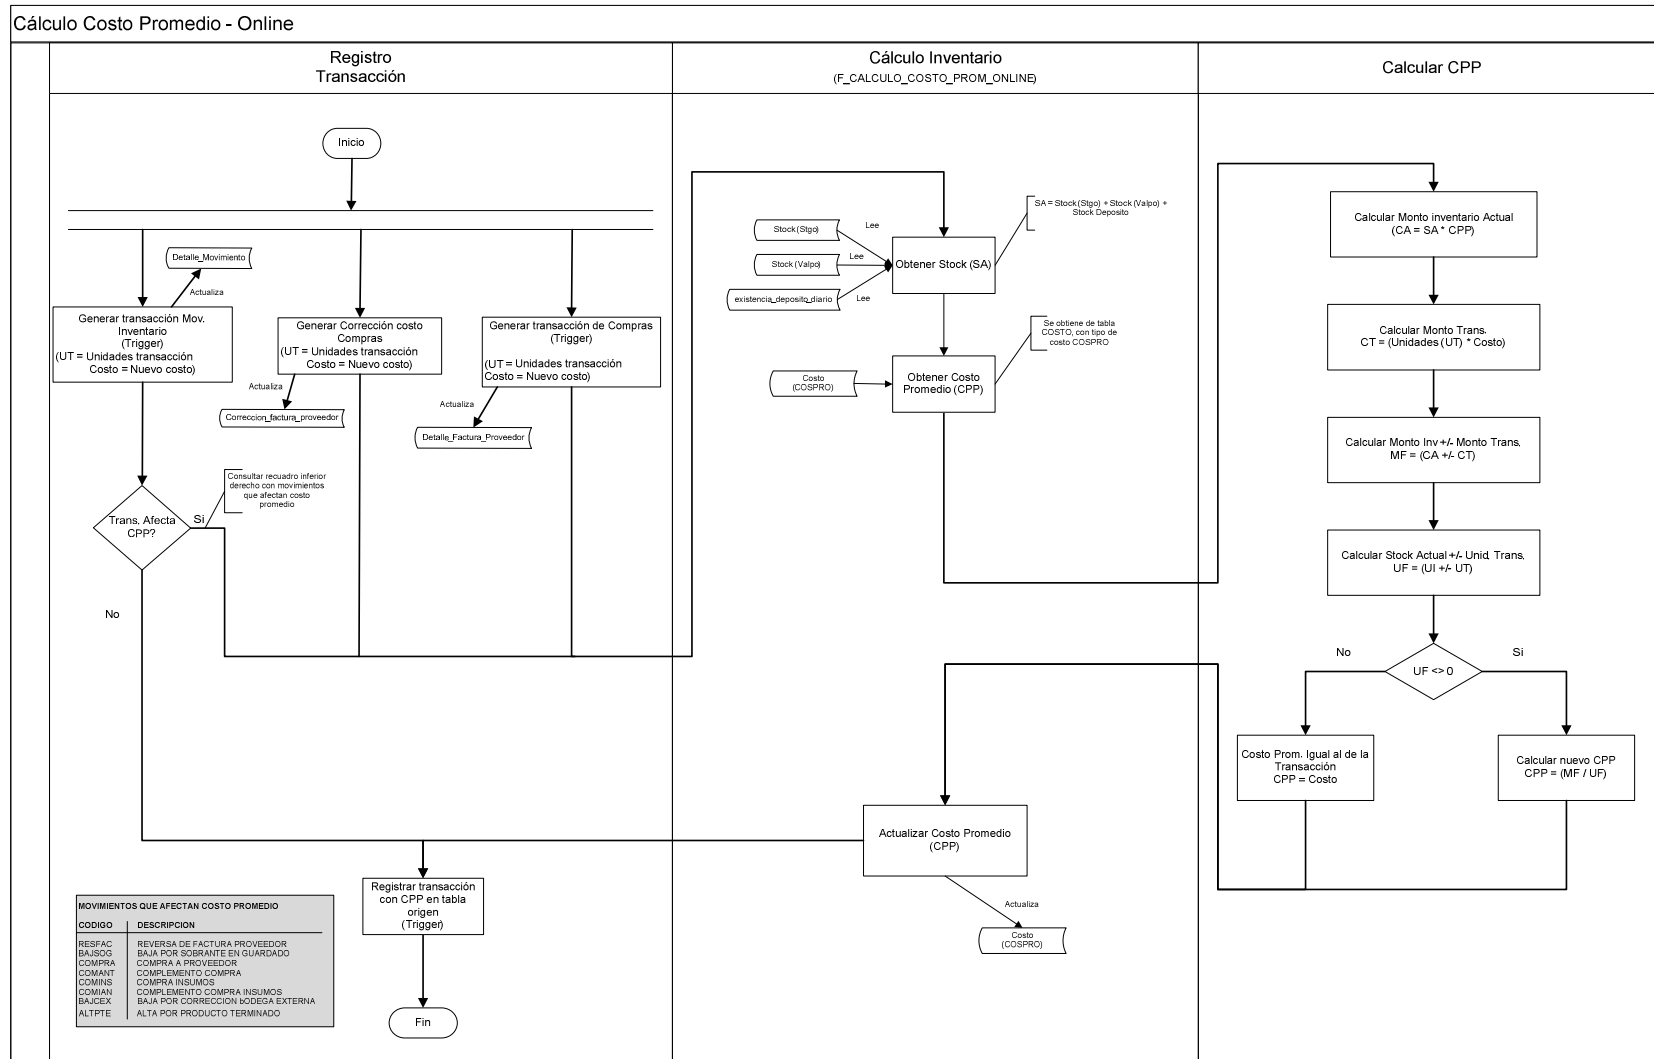 Cálculo Costo Promedio - Online
Registro
Transacción
Cálculo Inventario
(F_CALCULO_COSTO_PROM_ONLINE)
Calcular CPP
Inicio
Detalle_Movimiento
Actualiza
Generar transacción Mov.
Inventario
(Trigger)
(UT = Unidades transacción
Costo = Nuevo costo)
Generar Corrección costo
Compras
(UT = Unidades transacción
Costo = Nuevo costo)
Actualiza
Correccion_factura_proveedor
Generar transacción de Compras
(Trigger)
(UT = Unidades transacción
Costo = Nuevo costo)
Actualiza
Detalle_Factura_Proveedor
Consultar recuadro inferior
derecho con movimientos
que afectan costo
promedio
Trans. Afecta
CPP?
Si
No
Registrar transacción
con CPP en tabla
origen
(Trigger)
Fin
MOVIMIENTOS QUE AFECTAN COSTO PROMEDIO
CODIGO DESCRIPCION
RESFAC REVERSA DE FACTURA PROVEEDOR
BAJSOG BAJA POR SOBRANTE EN GUARDADO
COMPRA COMPRA A PROVEEDOR
COMANT COMPLEMENTO COMPRA
COMINS COMPRA INSUMOS
COMIAN COMPLEMENTO COMPRA INSUMOS
BAJCEX BAJA POR CORRECCION bODEGA EXTERNA
ALTPTE ALTA POR PRODUCTO TERMINADO
SA = Stock (Stgo) + Stock (Valpo) +
Stock Deposito
Stock (Stgo)
Lee
Stock (Valpo)
Lee
existencia_deposito_diario
Lee
Obtener Stock (SA)
Se obtiene de tabla
COSTO, con tipo de
costo COSPRO
Costo
(COSPRO)
Obtener Costo
Promedio (CPP)
Actualizar Costo Promedio
(CPP)
Actualiza
Costo
(COSPRO)
Calcular Monto inventario Actual
(CA = SA * CPP)
Calcular Monto Trans.
CT = (Unidades (UT) * Costo)
Calcular Monto Inv +/- Monto Trans.
MF = (CA +/- CT)
Calcular Stock Actual +/- Unid. Trans.
UF = (UI +/- UT)
No
UF <> 0
Si
Costo Prom. Igual al de la
Transacción
CPP = Costo
Calcular nuevo CPP
CPP = (MF / UF)